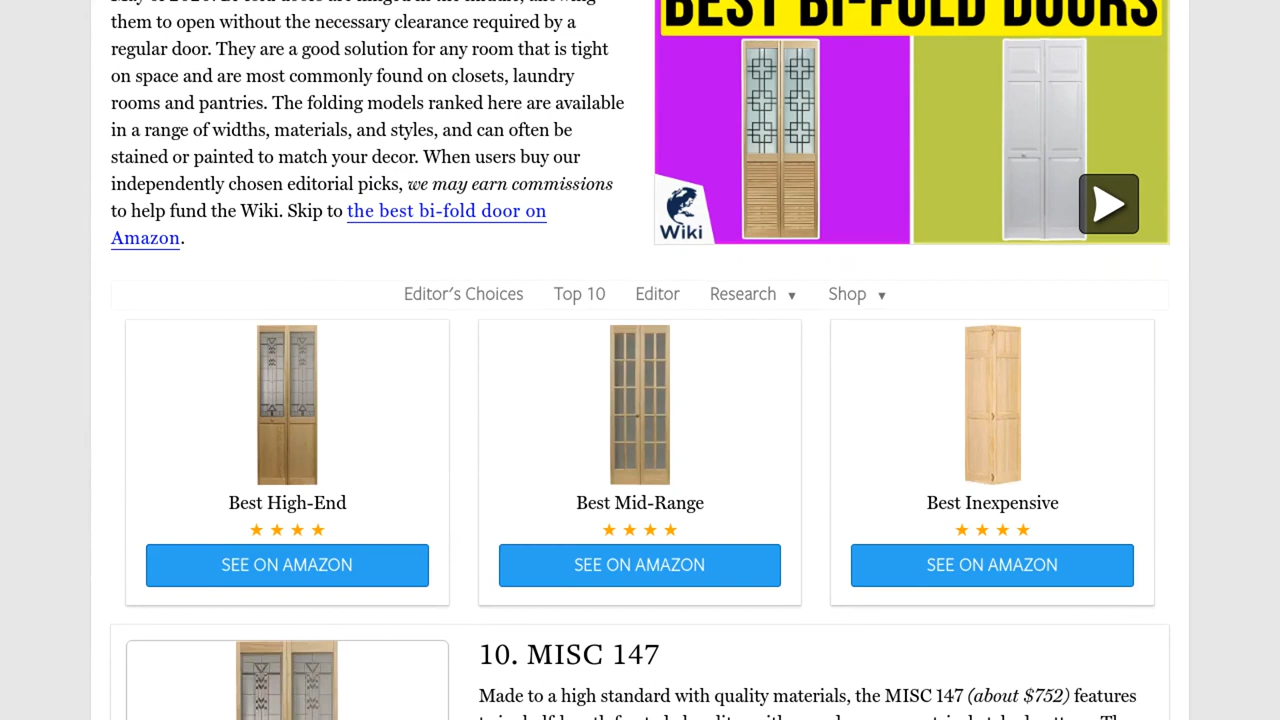 them to open without the necessary clearance required by a
regular door. They are a good solution for any room that is tight
on space and are most commonly found on closets, laundry
rooms and pantries. The folding models ranked here are available
in a range of widths, materials, and styles, and can often be
stained or painted to match your decor. When users buy our
independently chosen editorial picks, we may earn commissions
to help fund the Wiki. Skip to the best bi-fold door on
Amazon.
BEST BI-FOLD DOORS
Wiki
Editor's Choices Top 10 Editor Research ▼ Shop ▼
Best High-End
★ ★ ★ ★
SEE ON AMAZON
Best Mid-Range
★ ★ ★ ★
SEE ON AMAZON
Best Inexpensive
★ ★ ★ ★
SEE ON AMAZON
10. MISC 147
Made to a high standard with quality materials, the MISC 147 (about $752) features